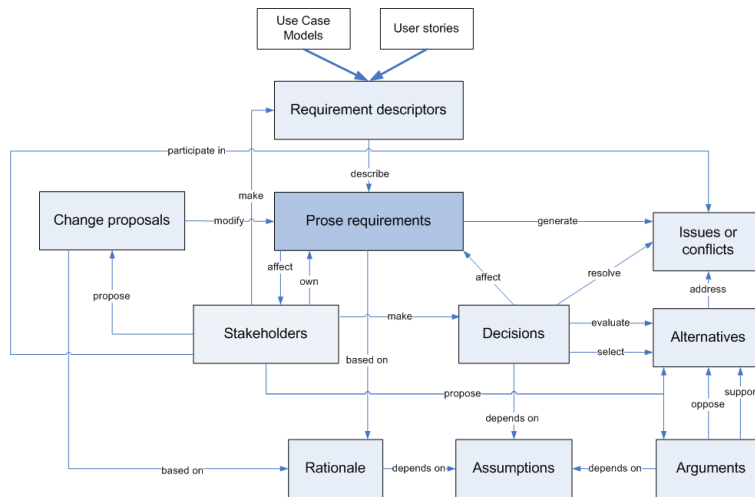 Use Case
Models
User stories
Requirement descriptors
participate in
describe
make
Change proposals
modify
Prose requirements
generate
Issues or
conflicts
affect
own
affect
resolve
propose
address
Stakeholders
make
Decisions
evaluate
select
Alternatives
based on
propose
oppose
support
depends on
based on
Rationale
depends on
Assumptions
depends on
Arguments